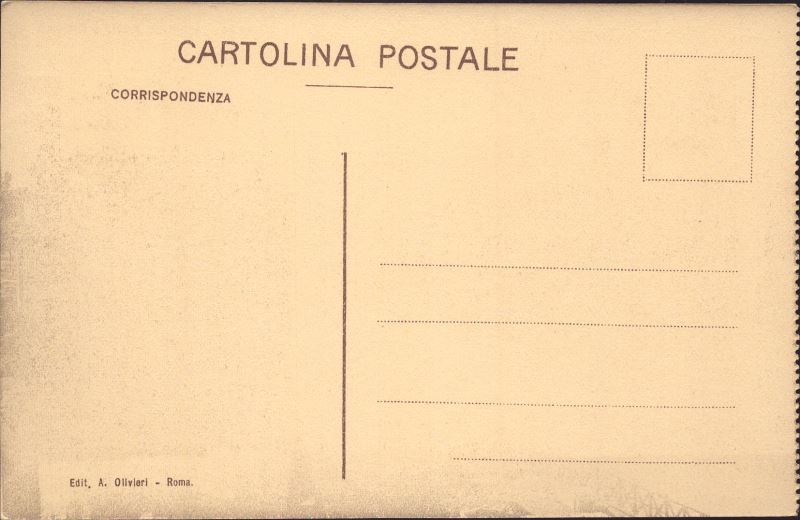 CARTOLINA POSTALE
CORRISPONDENZA
Edit. A. Olivieri - Roma.